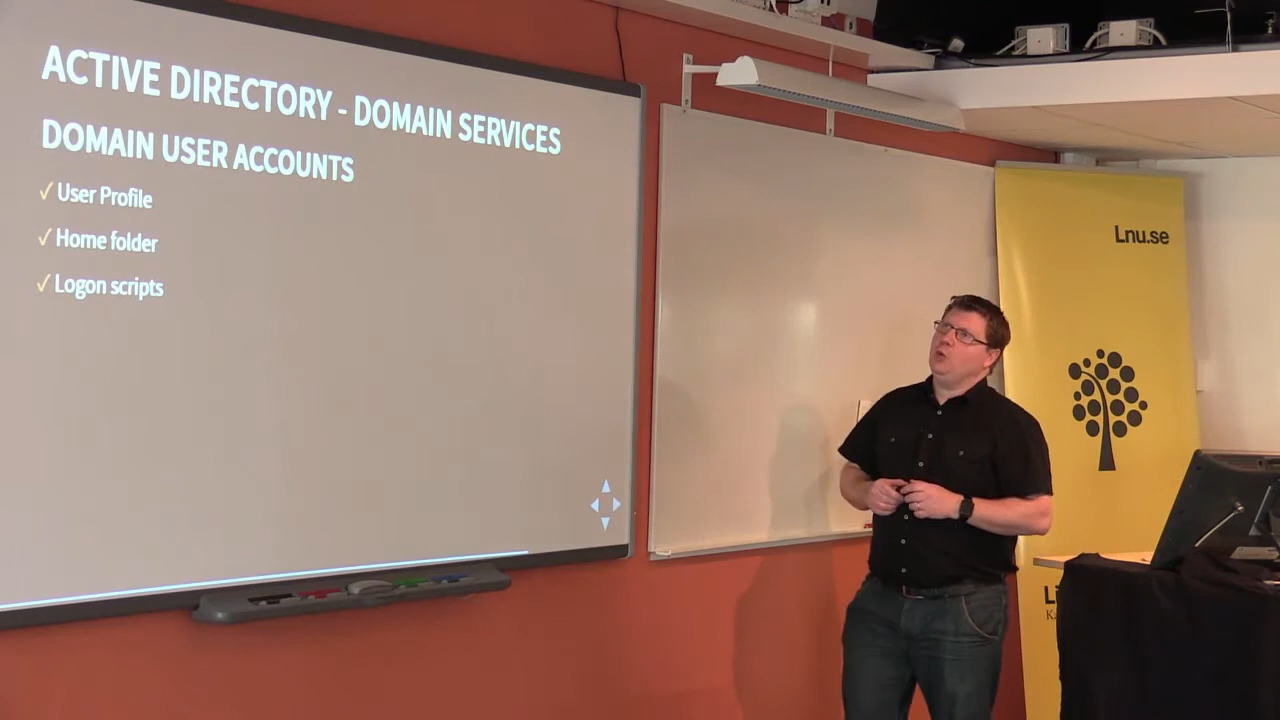 ACTIVE DIRECTORY - DOMAIN SERVICES
DOMAIN USER ACCOUNTS
✓ User Profile
✓ Home folder
✓ Logon scripts
Lnu.se